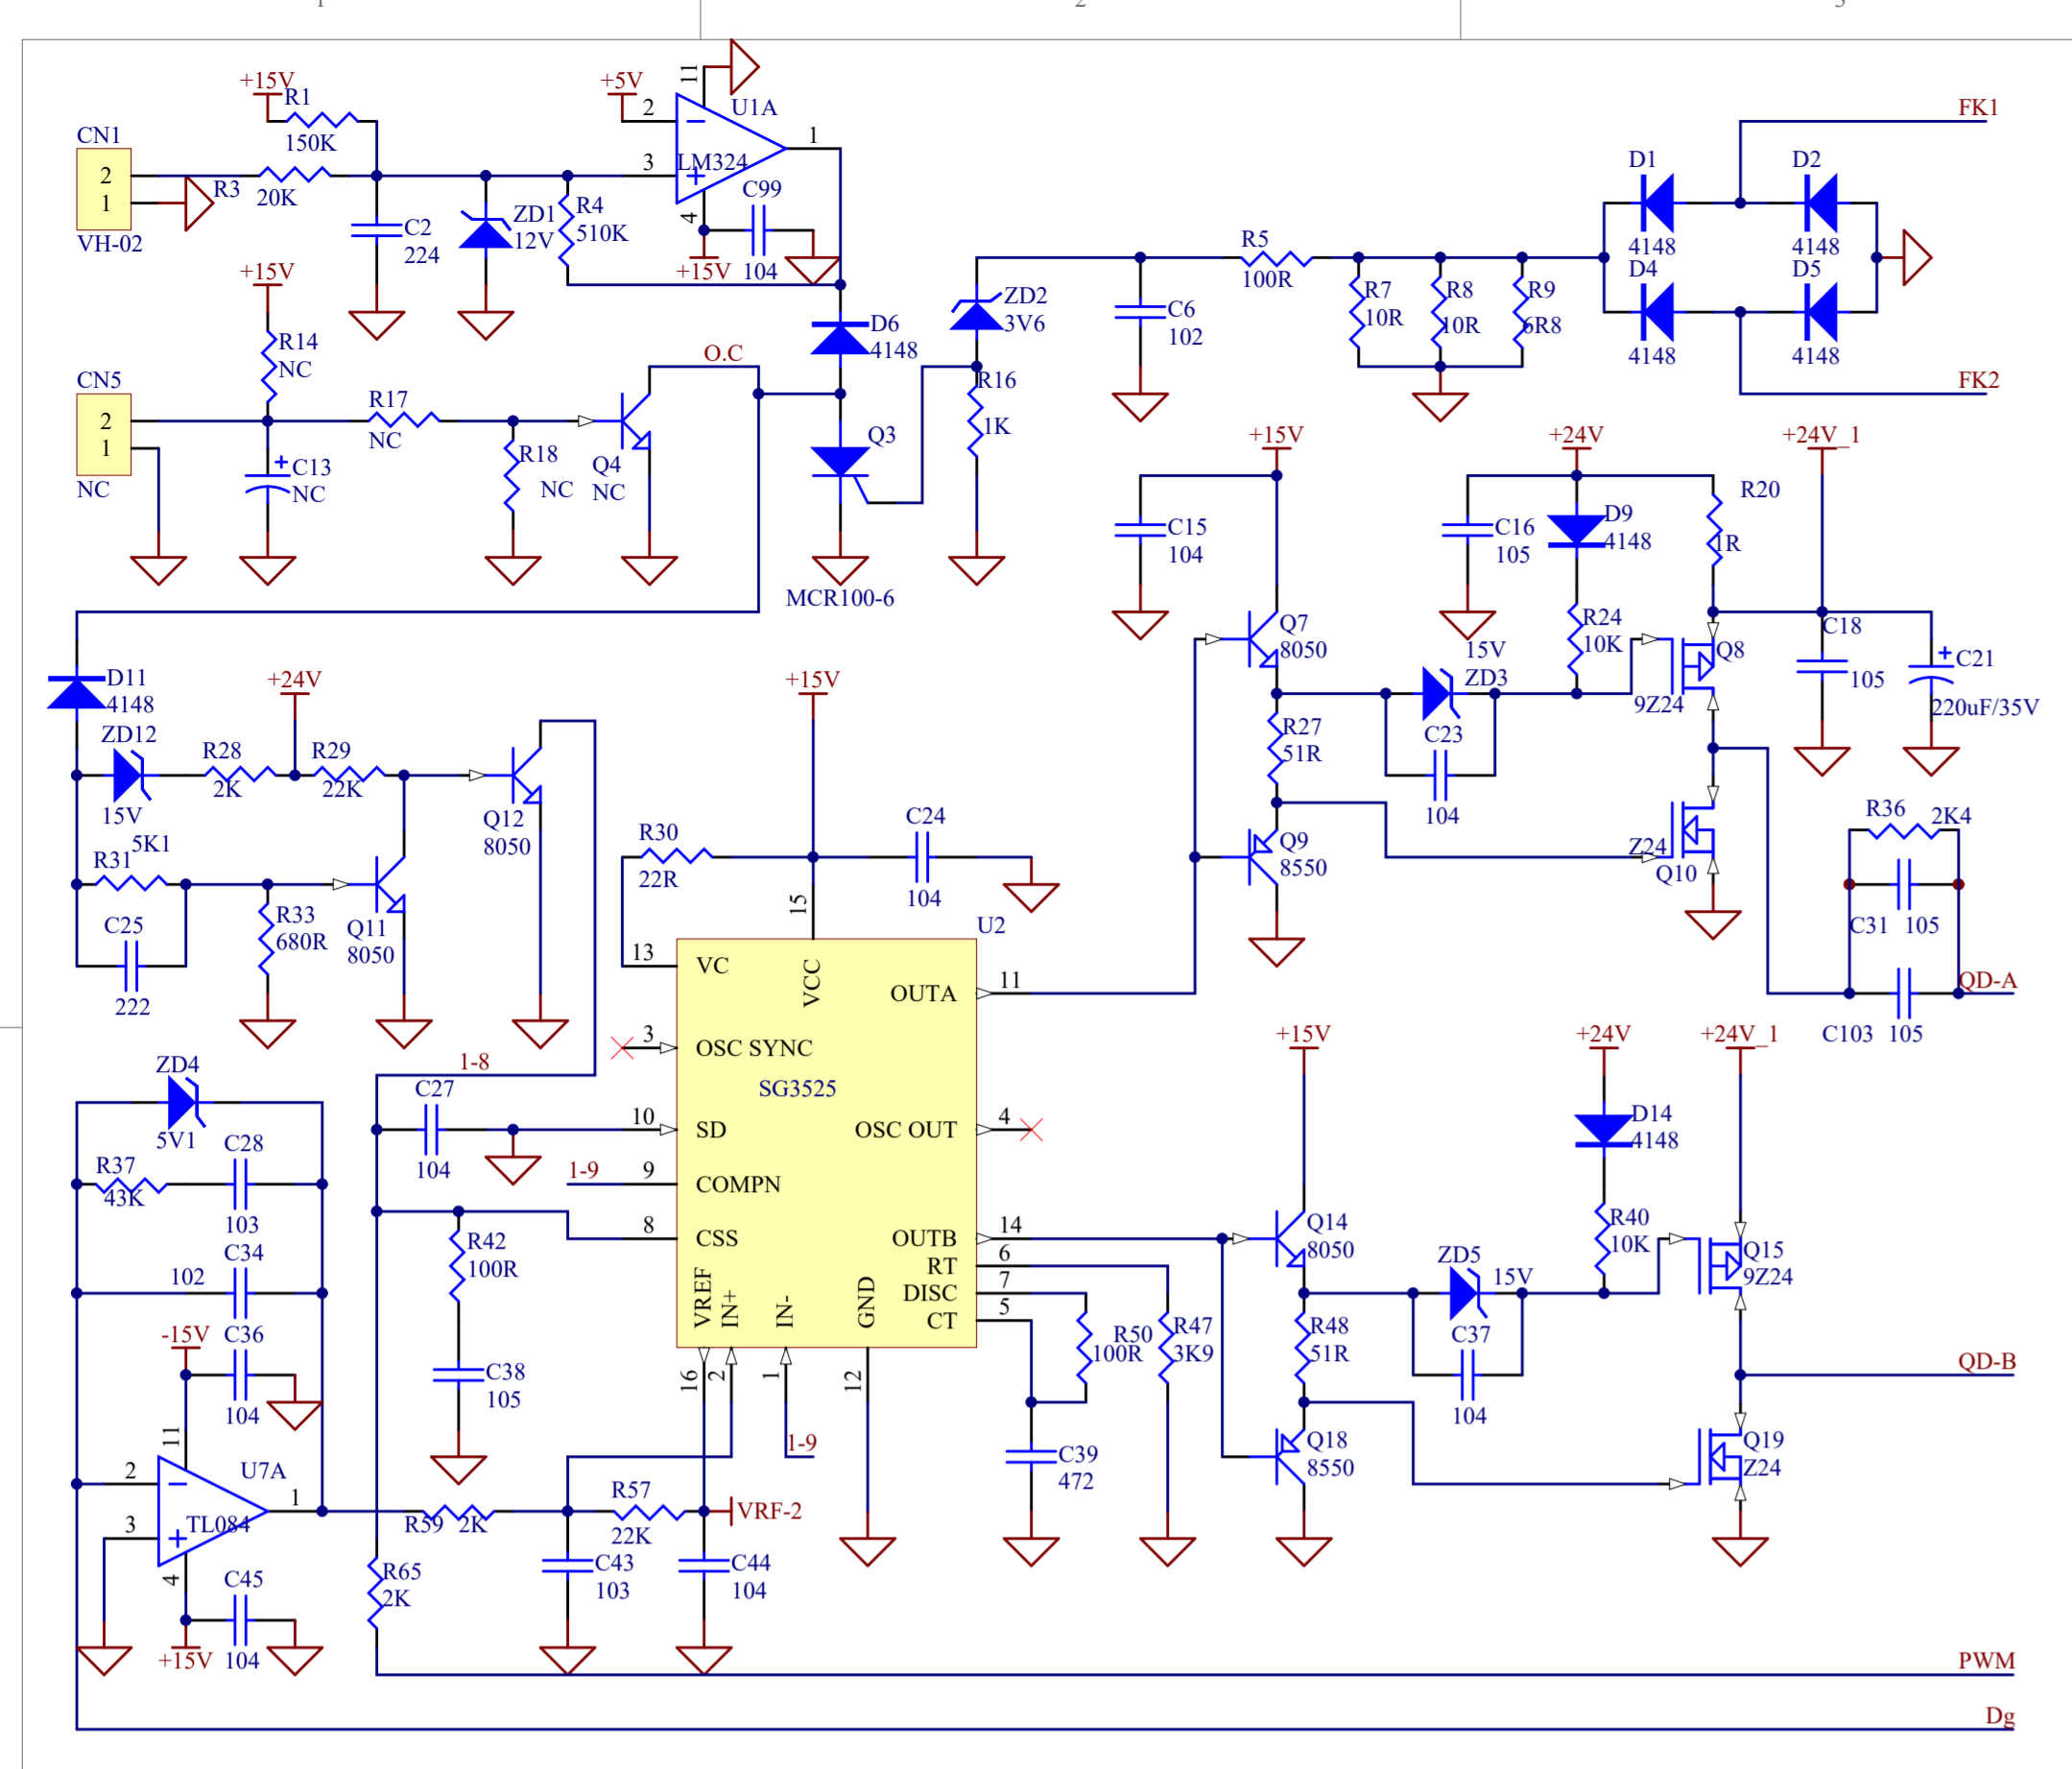 1
2
3
+15V
R1
150K
CN1
2
1
VH-02
R3
20K
C2
224
ZD1
12V
R4
510K
+5V
2
3
11
U1A
LM324
1
4
+15V
C99
104
D6
4148
ZD2
3V6
C6
102
R5
100R
R7
10R
R8
10R
R9
6R8
D1
4148
D2
4148
D4
4148
D5
4148
FK1
FK2
+15V
R14
NC
CN5
2
1
NC
C13
NC
R17
NC
R18
NC
Q4
NC
O.C
Q3
MCR100-6
R16
1K
+15V
C15
104
Q7
8050
R27
51R
Q9
8550
+24V
C16
105
D9
4148
R24
10K
15V
ZD3
C23
104
R20
1R
+24V_1
Q8
9Z24
C18
105
C21
220uF/35V
Z24
Q10
R36
2K4
C31
105
C103
105
QD-A
D11
4148
ZD12
15V
R28
2K
+24V
R29
22K
Q12
8050
5K1
R31
C25
222
R33
680R
Q11
8050
+15V
R30
22R
C24
104
15
U2
13
VC
VCC
OUTA
11
3
OSC SYNC
SG3525
10
SD
OSC OUT
4
1-9
9
COMPN
8
CSS
OUTB
14
RT
6
DISC
7
CT
5
VREF
IN+
IN-
GND
16
2
1
12
1-9
1-8
C27
104
ZD4
5V1
R37
43K
C28
103
102
C34
-15V
C36
104
11
U7A
2
3
TL084
1
4
+15V
C45
104
R42
100R
C38
105
R59
2K
R57
22K
VRF-2
C43
103
C44
104
R65
2K
R50
100R
R47
3K9
C39
472
+15V
Q14
8050
R48
51R
Q18
8550
ZD5
15V
C37
104
+24V
D14
4148
R40
10K
+24V_1
Q15
9Z24
Q19
Z24
QD-B
PWM
Dg